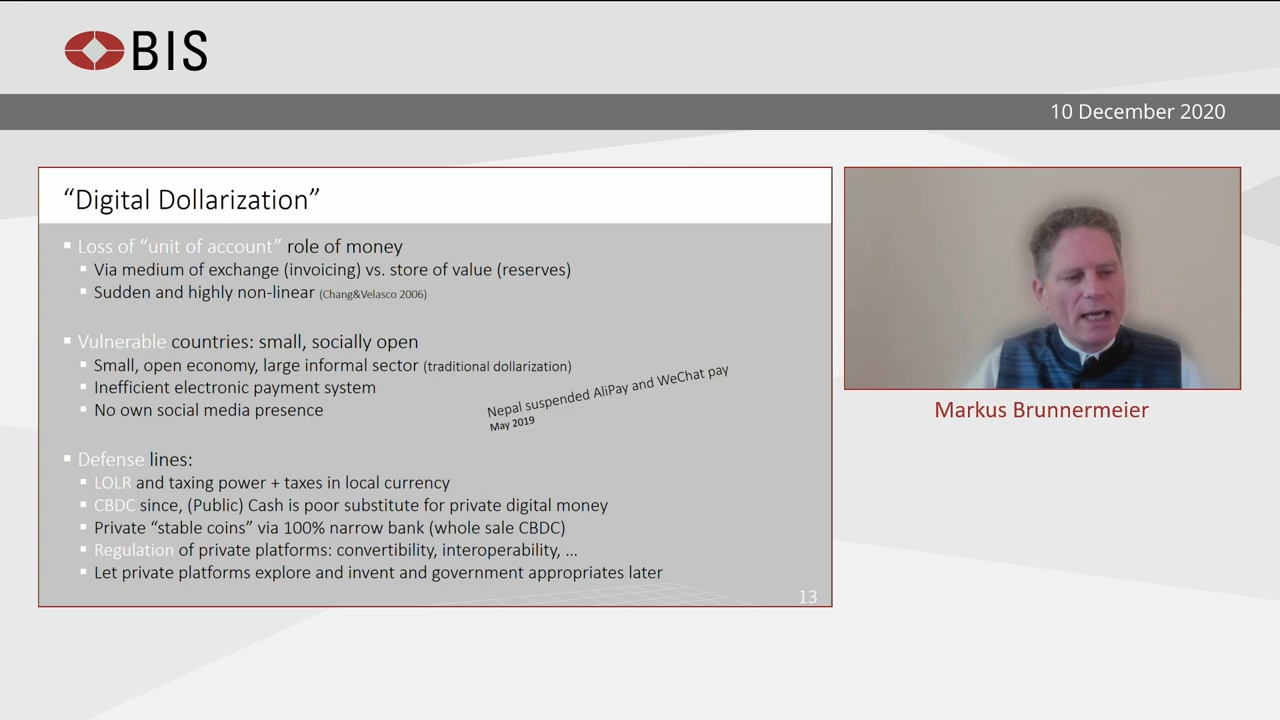 BIS
10 December 2020
“Digital Dollarization”
▪ Loss of “unit of account” role of money
▪ Via medium of exchange (invoicing) vs. store of value (reserves)
▪ Sudden and highly non-linear (Chang&Velasco 2006)
▪ Vulnerable countries: small, socially open
▪ Small, open economy, large informal sector (traditional dollarization)
▪ Inefficient electronic payment system
▪ No own social media presence
Nepal suspended AliPay and WeChat pay
May 2019
▪ Defense lines:
▪ LOLR and taxing power + taxes in local currency
▪ CBDC since, (Public) Cash is poor substitute for private digital money
▪ Private “stable coins” via 100% narrow bank (whole sale CBDC)
▪ Regulation of private platforms: convertibility, interoperability, ...
▪ Let private platforms explore and invent and government appropriates later
13
Markus Brunnermeier